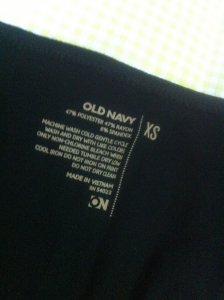 OLD NAVY
47% POLYESTER 47% RAYON
6% SPANDEX
MACHINE WASH COLD GENTLE CYCLE
WASH AND DRY WITH LIKE COLORS
ONLY NON-CHLORINE BLEACH WHEN
NEEDED TUMBLE DRY LOW
COOL IRON DO NOT IRON ON PRINT
DO NOT DRY CLEAN
MADE IN VIETNAM
RN 54023
ON
XS